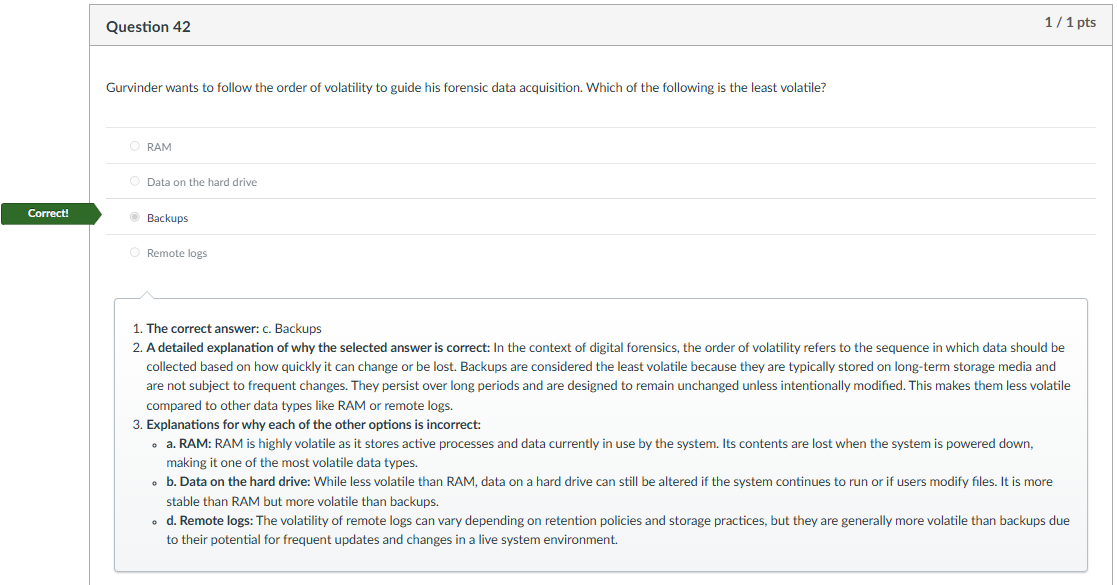 Question 42
1 / 1 pts
Gurvinder wants to follow the order of volatility to guide his forensic data acquisition. Which of the following is the least volatile?
RAM
Data on the hard drive
Correct!
Backups
Remote logs
1. The correct answer: c. Backups
2. A detailed explanation of why the selected answer is correct: In the context of digital forensics, the order of volatility refers to the sequence in which data should be
collected based on how quickly it can change or be lost. Backups are considered the least volatile because they are typically stored on long-term storage media and
are not subject to frequent changes. They persist over long periods and are designed to remain unchanged unless intentionally modified. This makes them less volatile
compared to other data types like RAM or remote logs.
3. Explanations for why each of the other options is incorrect:
◦ a. RAM: RAM is highly volatile as it stores active processes and data currently in use by the system. Its contents are lost when the system is powered down,
making it one of the most volatile data types.
◦ b. Data on the hard drive: While less volatile than RAM, data on a hard drive can still be altered if the system continues to run or if users modify files. It is more
stable than RAM but more volatile than backups.
◦ d. Remote logs: The volatility of remote logs can vary depending on retention policies and storage practices, but they are generally more volatile than backups due
to their potential for frequent updates and changes in a live system environment.